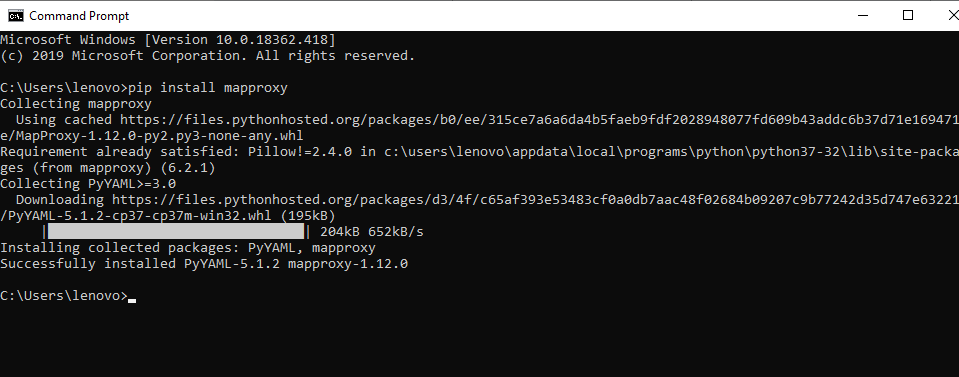 Command Prompt
Microsoft Windows [Version 10.0.18362.418]
(c) 2019 Microsoft Corporation. All rights reserved.
C:\Users\lenovo>pip install mapproxy
Collecting mapproxy
Using cached https://files.pythonhosted.org/packages/b0/ee/315ce7a6a6da4b5faeb9fdf2028948077fd609b43addc6b37d71e169471
e/MapProxy-1.12.0-py2.py3-none-any.whl
Requirement already satisfied: Pillow!=2.4.0 in c:\users\lenovo\appdata\local\programs\python\python37-32\lib\site-packa
ges (from mapproxy) (6.2.1)
Collecting PyYAML>=3.0
Downloading https://files.pythonhosted.org/packages/d3/4f/c65af393e53483cf0a0db7aac48f02684b09207c9b77242d35d747e63221
/PyYAML-5.1.2-cp37-cp37m-win32.whl (195kB)
|████████████████████████████████| 204kB 652kB/s
Installing collected packages: PyYAML, mapproxy
Successfully installed PyYAML-5.1.2 mapproxy-1.12.0
C:\Users\lenovo>